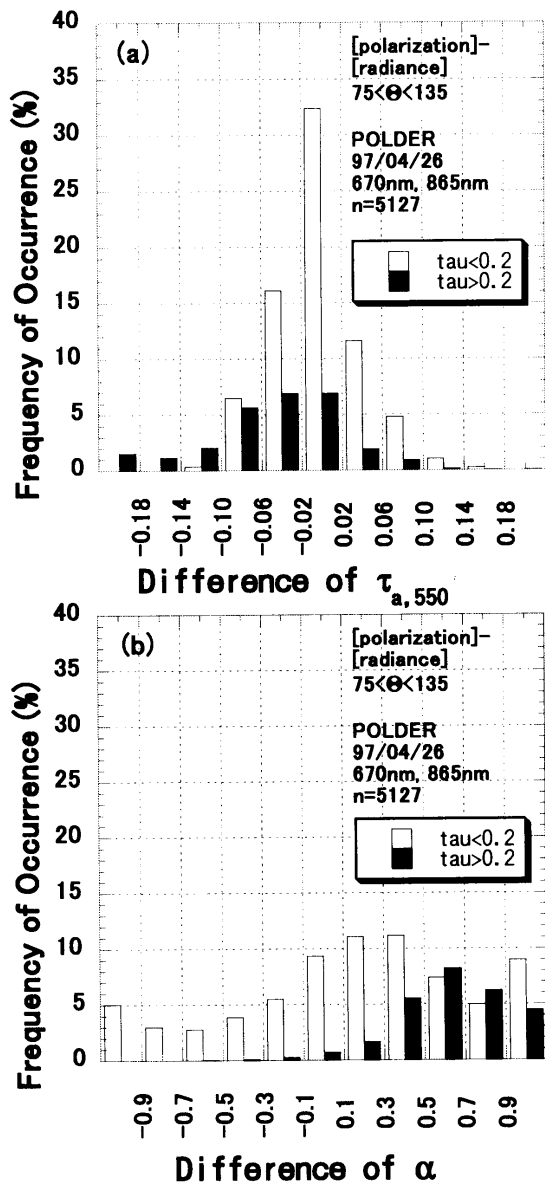 40
35
30
25
20
15
10
5
0
Frequency of Occurrence (%)
(a)
[polarization]-
[radiance]
75<Θ<135
POLDER
97/04/26
670nm, 865nm
n=5127
tau<0.2
tau>0.2
-0.18
-0.14
-0.10
-0.06
-0.02
0.02
0.06
0.10
0.14
0.18
Difference of τa,550
40
35
30
25
20
15
10
5
0
Frequency of Occurrence (%)
(b)
[polarization]-
[radiance]
75<Θ<135
POLDER
97/04/26
670nm, 865nm
n=5127
tau<0.2
tau>0.2
-0.9
-0.7
-0.5
-0.3
-0.1
0.1
0.3
0.5
0.7
0.9
Difference of α